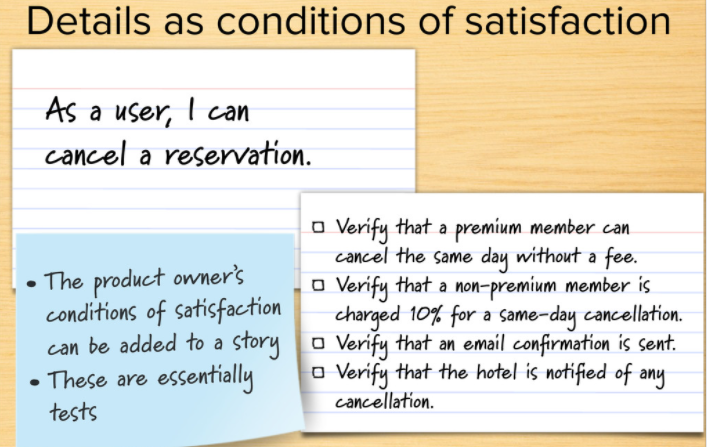 Details as conditions of satisfaction
As a user, I can
cancel a reservation.
• The product owner's
conditions of satisfaction
can be added to a story
• These are essentially
tests
□ Verify that a premium member can
cancel the same day without a fee.
□ Verify that a non-premium member is
charged 10% for a same-day cancellation.
□ Verify that an email confirmation is sent.
□ Verify that the hotel is notified of any
cancellation.